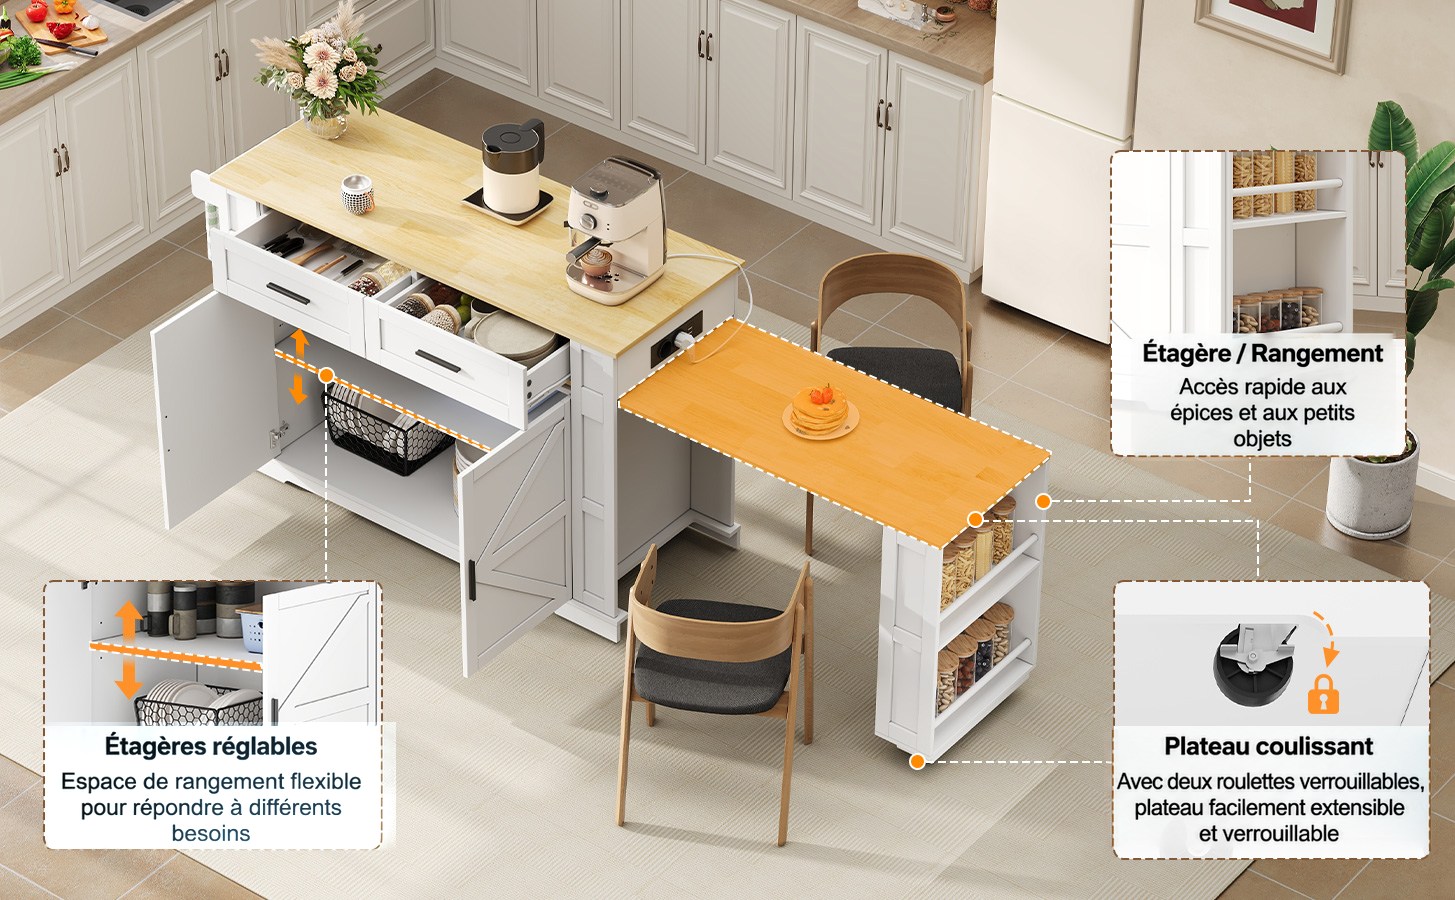 Étagère / Rangement
Accès rapide aux
épices et aux petits
objets
Étagères réglables
Espace de rangement flexible
pour répondre à différents
besoins
Plateau coulissant
Avec deux roulettes verrouillables,
plateau facilement extensible
et verrouillable